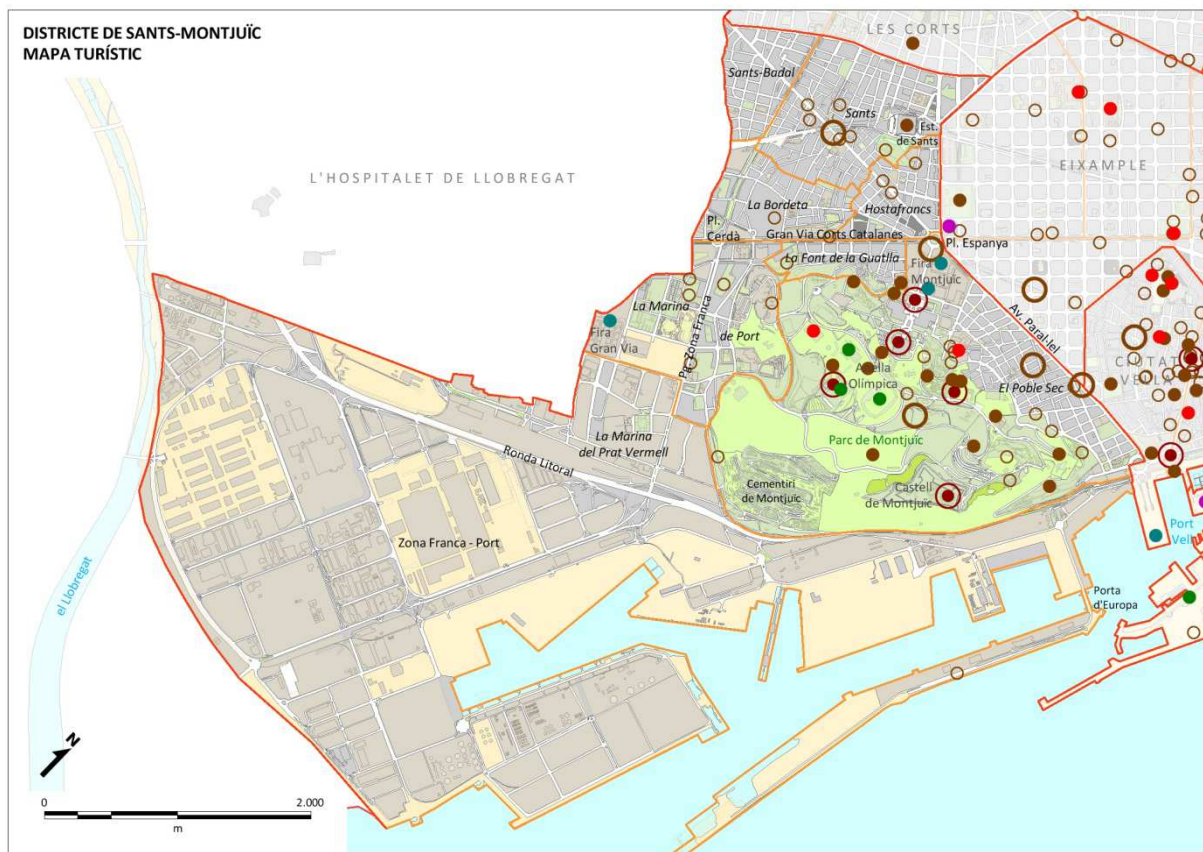 DISTRICTE DE SANTS-MONTJUÏC
MAPA TURÍSTIC
LES CORTS
Sants-Badal
Sants
Est.
de Sants
EIXAMPLE
L'HOSPITALET DE LLOBREGAT
La Bordeta
Hostafrancs
Pl.
Cerdà
Gran Via Corts Catalanes
Pl. Espanya
La Font de la Guatlla
Fira
Montjuïc
La Marina
de Port
Pg. Zona Franca
Fira
Gran Via
Av. Paral·lel
CIUTAT
VELLA
Anella
Olímpica
El Poble Sec
La Marina
del Prat Vermell
Parc de Montjuïc
Ronda Litoral
Cementiri
de Montjuïc
Castell
de Montjuïc
Port
Vell
Zona Franca - Port
Porta
d'Europa
el Llobregat
N
0
2.000
m